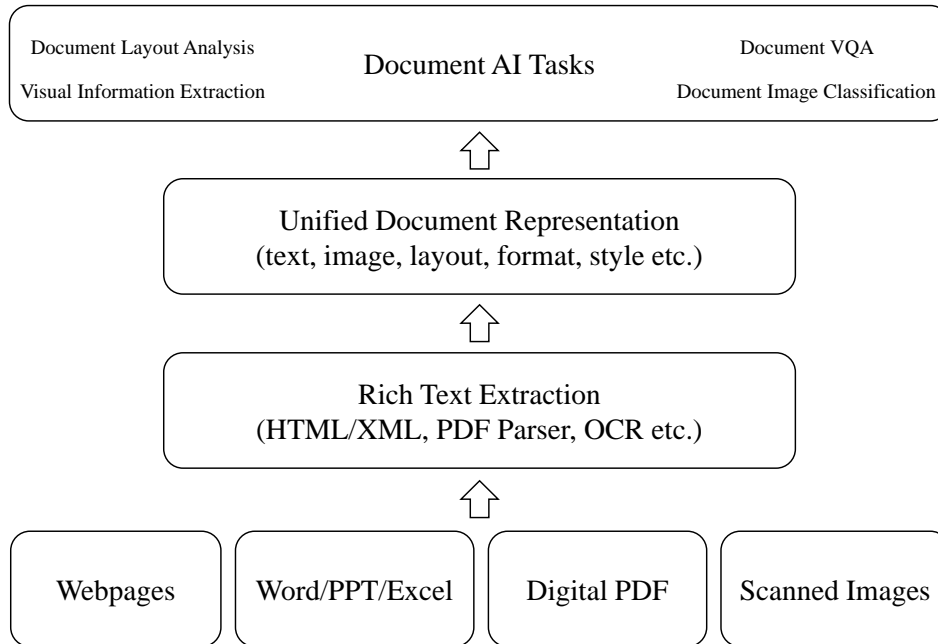 Document Layout Analysis
Visual Information Extraction
Document AI Tasks
Document VQA
Document Image Classification
Unified Document Representation
(text, image, layout, format, style etc.)
Rich Text Extraction
(HTML/XML, PDF Parser, OCR etc.)
Webpages
Word/PPT/Excel
Digital PDF
Scanned Images